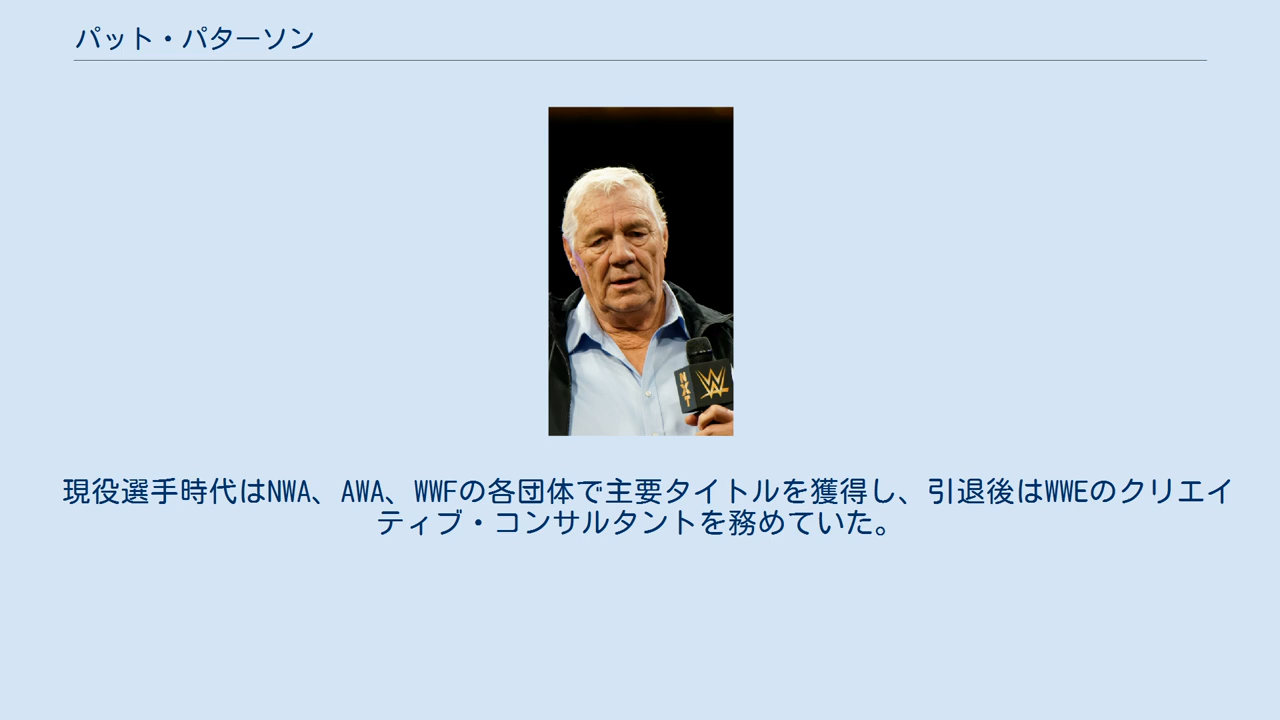 パット・パターソン
NXT
W
現役選手時代はNWA、AWA、WWFの各団体で主要タイトルを獲得し、引退後はWWEのクリエイ
ティブ・コンサルタントを務めていた。